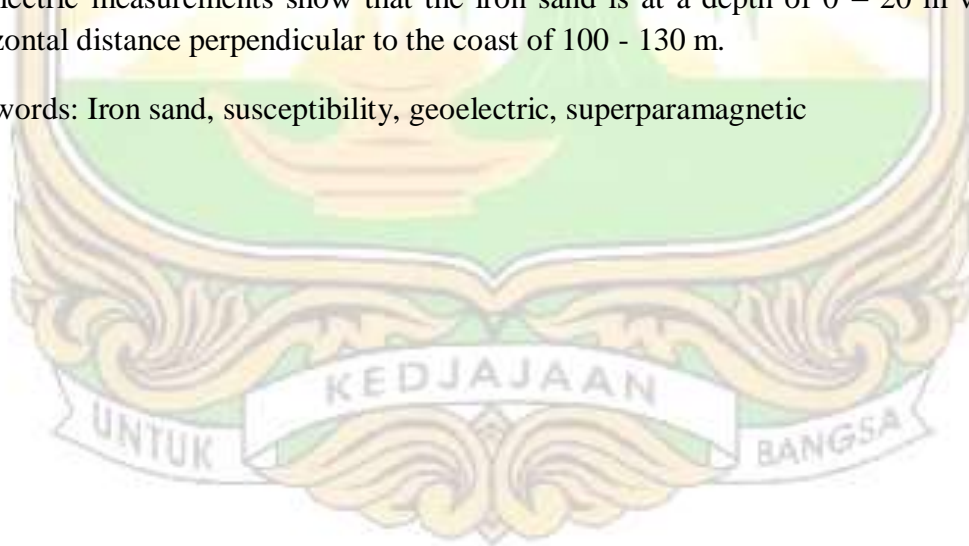 electric measurements show that the iron sand is at a depth of 0 – 20 m
zontal distance perpendicular to the coast of 100 - 130 m.
words: Iron sand, susceptibility, geoelectric, superparamagnetic
KEDJAJAAN
UNTUK BANGSA